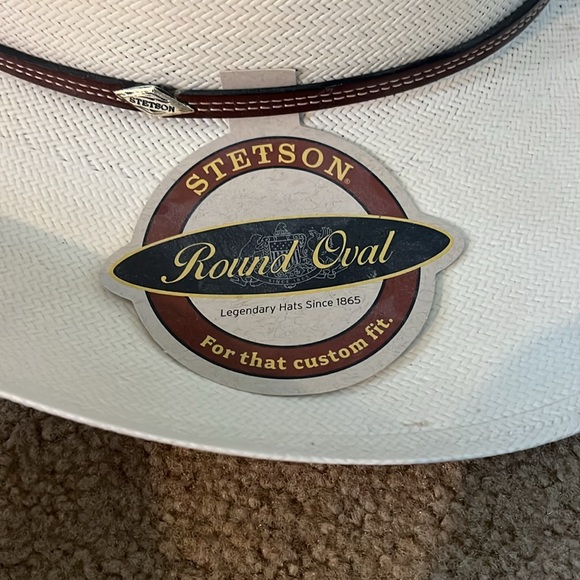 STETSON
STETSON®
Round Oval
Legendary Hats Since 1865
For that custom fit.